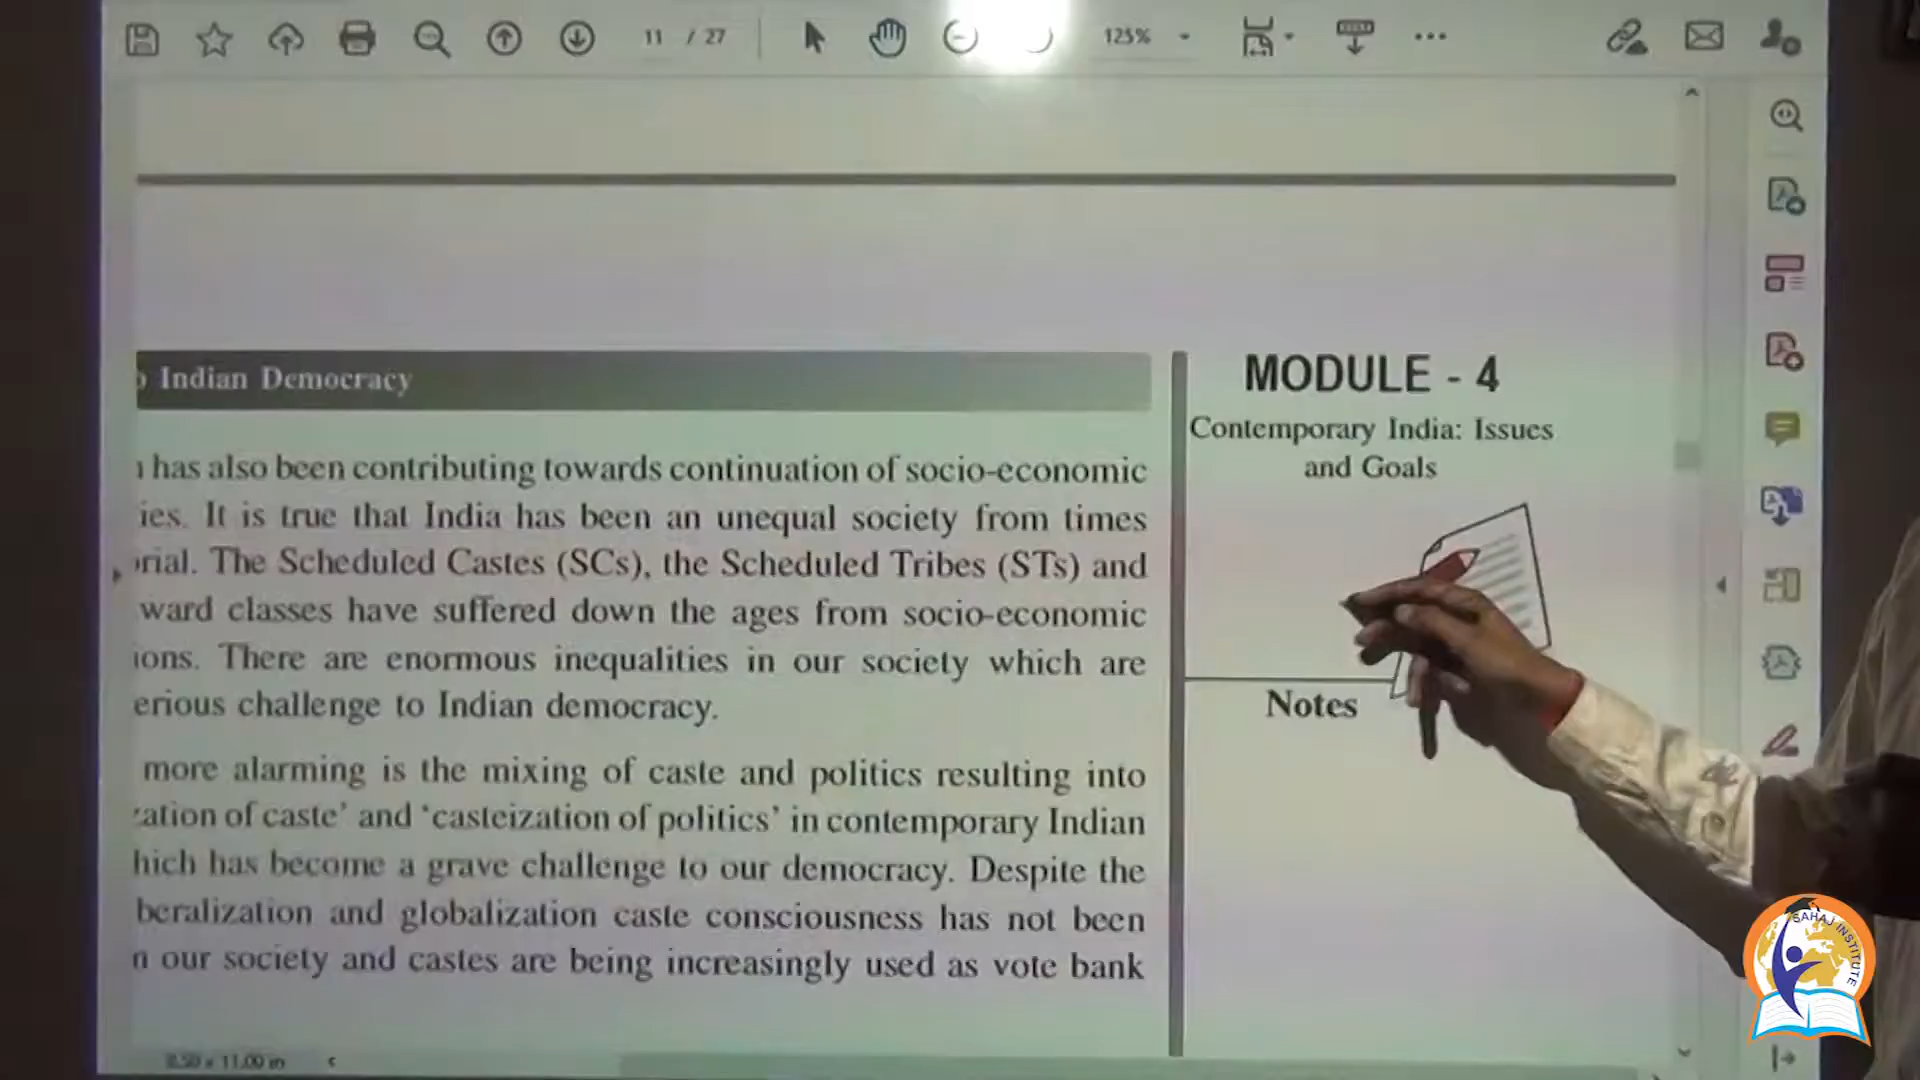 11 / 27
125%
Indian Democracy
MODULE - 4
Contemporary India: Issues
and Goals
has also been contributing towards continuation of socio-economic
ies. It is true that India has been an unequal society from times
rial. The Scheduled Castes (SCs), the Scheduled Tribes (STs) and
ward classes have suffered down the ages from socio-economic
ions. There are enormous inequalities in our society which are
erious challenge to Indian democracy.
Notes
more alarming is the mixing of caste and politics resulting into
ation of caste' and 'casteization of politics' in contemporary Indian
hich has become a grave challenge to our democracy. Despite the
beralization and globalization caste consciousness has not been
n our society and castes are being increasingly used as vote bank
8.50 x 11.00 in
SAHAJ INSTITUTE